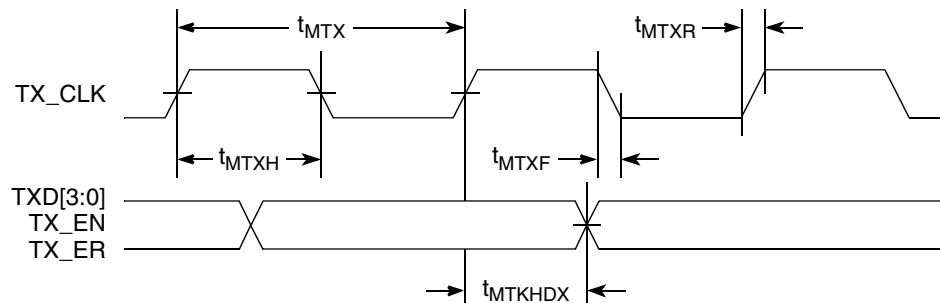 tMTX
tMTXR
TX_CLK
tMTXH
tMTXF
TXD[3:0]
TX_EN
TX_ER
tMTKHDX